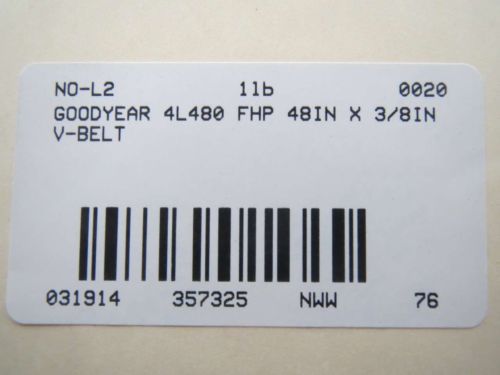 NO-L2 1lb 0020
GOODYEAR 4L480 FHP 48IN X 3/8IN
V-BELT
031914 357325 NWW 76